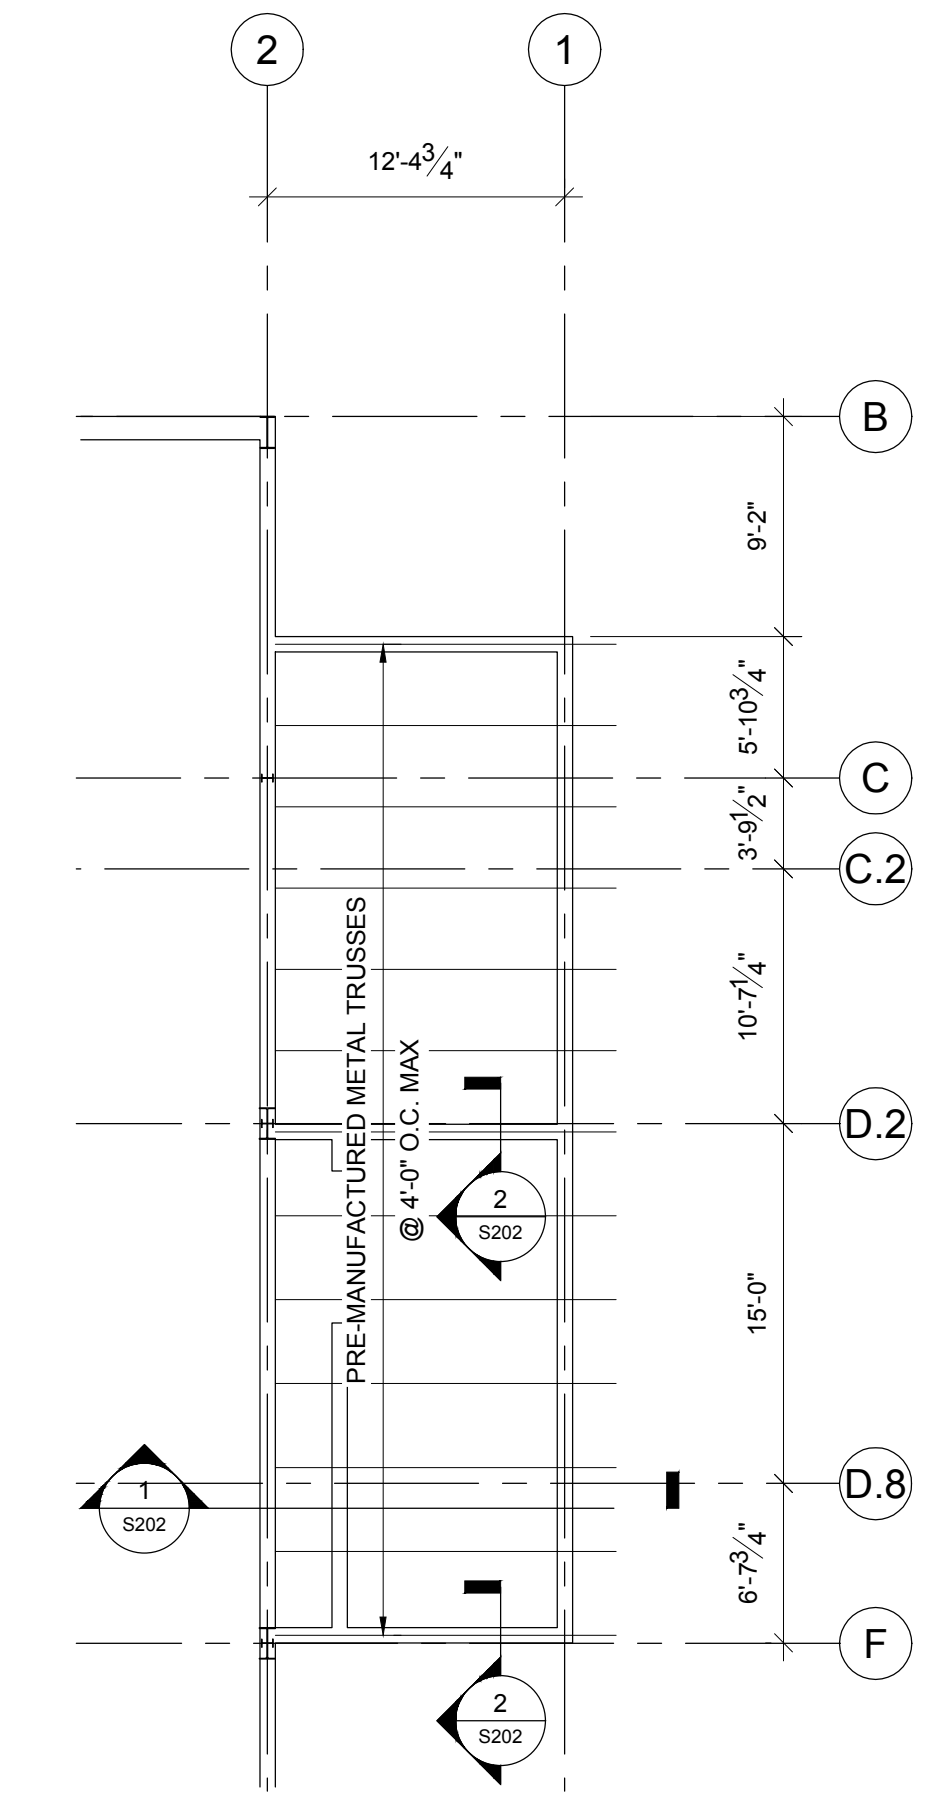 2
1
12'-4 3/4"
B
9'-2"
5'-10 3/4"
C
3'-9 1/2"
C.2
10'-7 1/4"
PRE-MANUFACTURED METAL TRUSSES
@ 4'-0" O.C. MAX
D.2
2
S202
15'-0"
D.8
1
S202
6'-7 3/4"
F
2
S202